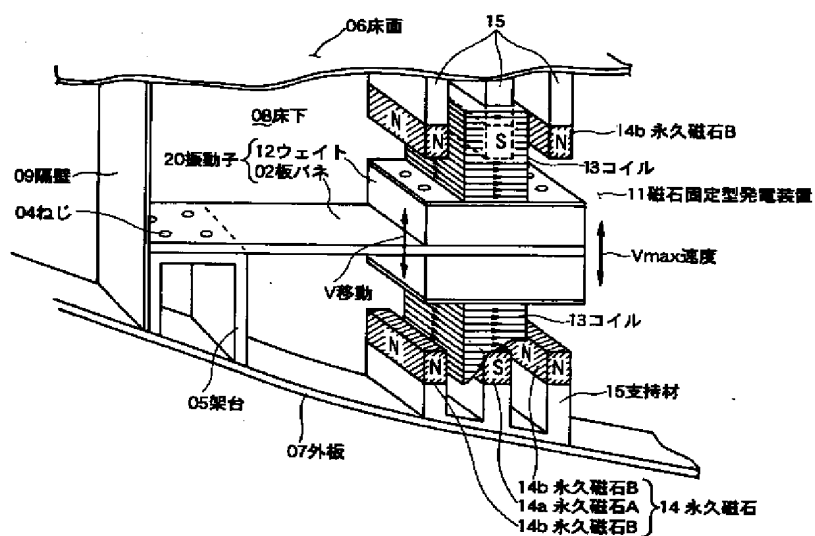 06床面
15
08床下
N
N
S
N
14b 永久磁石B
20振動子
12ウェイト
02板バネ
13コイル
09隔壁
11磁石固定型発電装置
04ねじ
V移動
Vmax速度
13コイル
N
N
S
N
N
05架台
15支持材
07外板
14b 永久磁石B
14a 永久磁石A
14b 永久磁石B
14 永久磁石